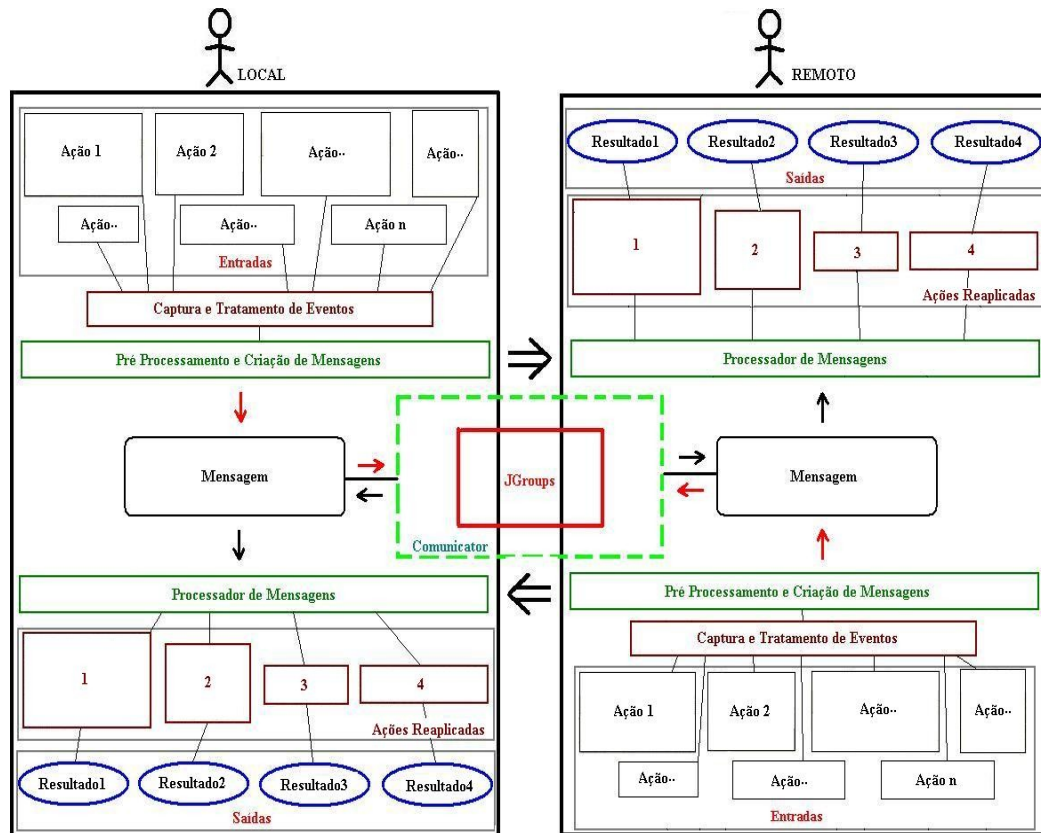 LOCAL
Ação 1
Ação 2
Ação..
Ação..
Ação..
Ação..
Ação n
Entradas
Captura e Tratamento de Eventos
Pré Processamento e Criação de Mensagens
Mensagem
Processador de Mensagens
1
2
3
4
Ações Reaplicadas
Resultado1
Resultado2
Resultado3
Resultado4
Saídas
JGroups
Comunicator
REMOTO
Resultado1
Resultado2
Resultado3
Resultado4
Saídas
1
2
3
4
Ações Reaplicadas
Processador de Mensagens
Mensagem
Pré Processamento e Criação de Mensagens
Captura e Tratamento de Eventos
Ação 1
Ação 2
Ação..
Ação..
Ação..
Ação..
Ação n
Entradas